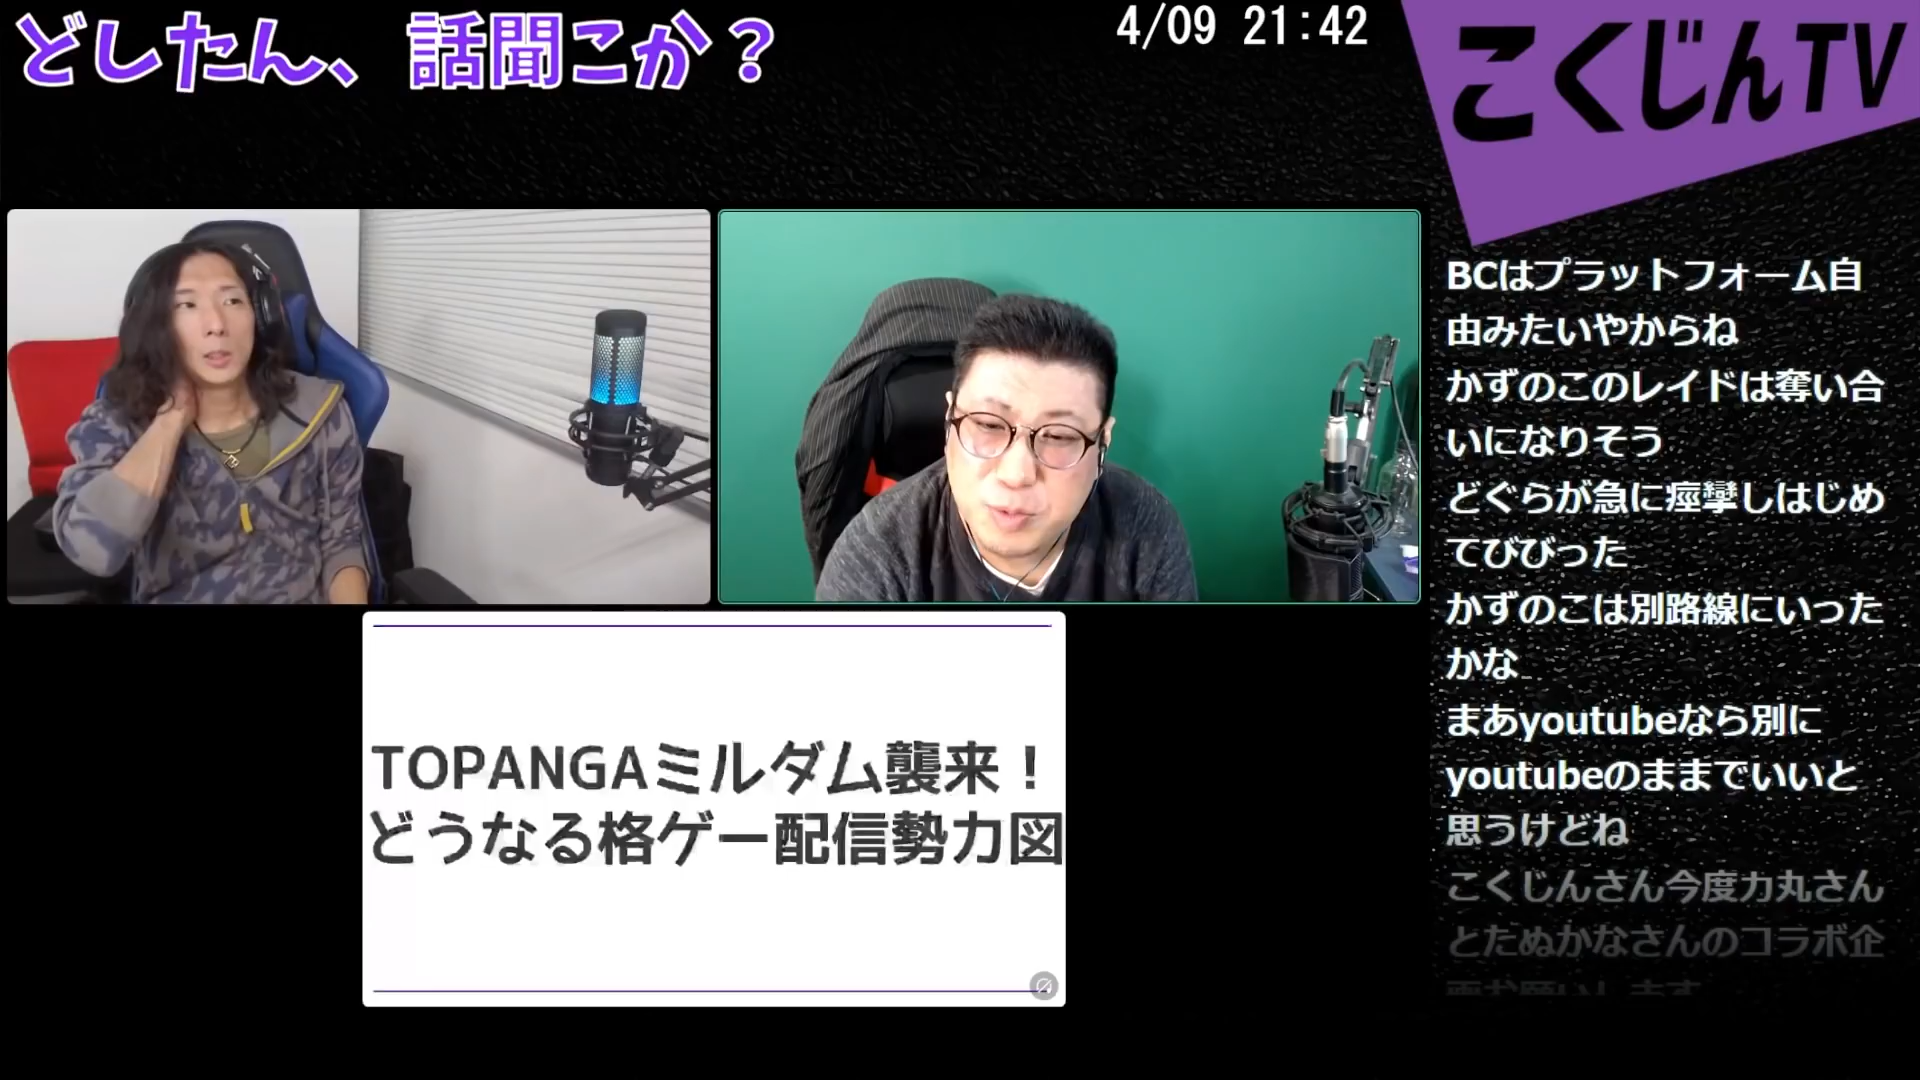 どしたん、話聞こか？
4/09 21:42
こくじんTV
BCはプラットフォーム自
由みたいやからね
かずのこのレイドは奪い合
いになりそう
どぐらが急に痙攣しはじめ
てびびった
かずのこは別路線にいった
かな
まあyoutubeなら別に
youtubeのままでいいと
思うけどね
こくじんさん今度力丸さん
とたぬかなさんのコラボ企
画お願いします
TOPANGAミルダム襲来！
どうなる格ゲー配信勢力図